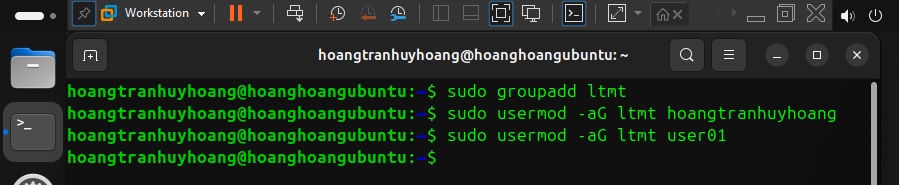 Workstation
hoangtranhuyhoang@hoanghoangubuntu: ~
hoangtranhuyhoang@hoanghoangubuntu:~$ sudo groupadd ltmt
hoangtranhuyhoang@hoanghoangubuntu:~$ sudo usermod -aG ltmt hoangtranhuyhoang
hoangtranhuyhoang@hoanghoangubuntu:~$ sudo usermod -aG ltmt user01
hoangtranhuyhoang@hoanghoangubuntu:~$